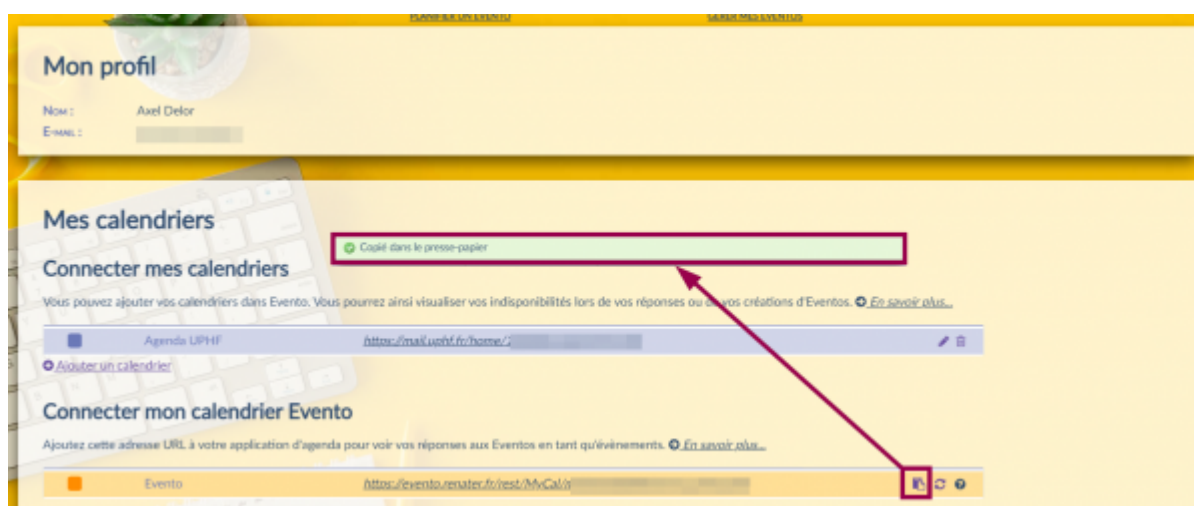 PLANIFIER UN EVENTO GERER MES EVENTOS
Mon profil
Nom : Axel Delor
E-mail :
Mes calendriers
Copié dans le presse-papier
Connecter mes calendriers
Vous pouvez ajouter vos calendriers dans Evento. Vous pourrez ainsi visualiser vos indisponibilités lors de vos réponses ou de vos créations d'Eventos. En savoir plus...
Agenda UPHF https://mail.uphf.fr/home/
Ajouter un calendrier
Connecter mon calendrier Evento
Ajoutez cette adresse URL à votre application d'agenda pour voir vos réponses aux Eventos en tant qu'évènements. En savoir plus...
Evento https://evento.renater.fr/rest/MyCal/